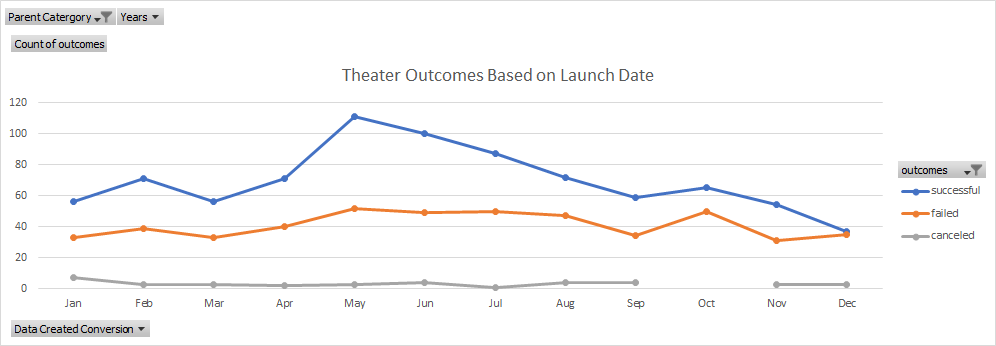 Parent Catergory Years
Count of outcomes
Theater Outcomes Based on Launch Date
120
100
80
60
40
20
0
Jan Feb Mar Apr May Jun Jul Aug Sep Oct Nov Dec
outcomes
successful
failed
canceled
Data Created Conversion